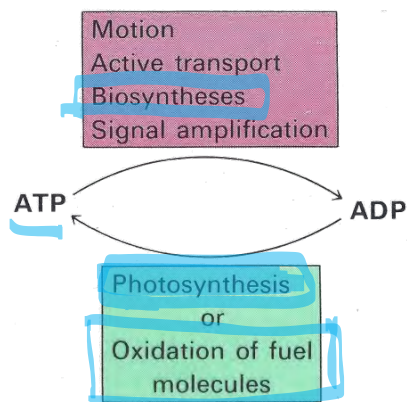 Motion
Active transport
Biosyntheses
Signal amplification
ATP
ADP
Photosynthesis
or
Oxidation of fuel
molecules